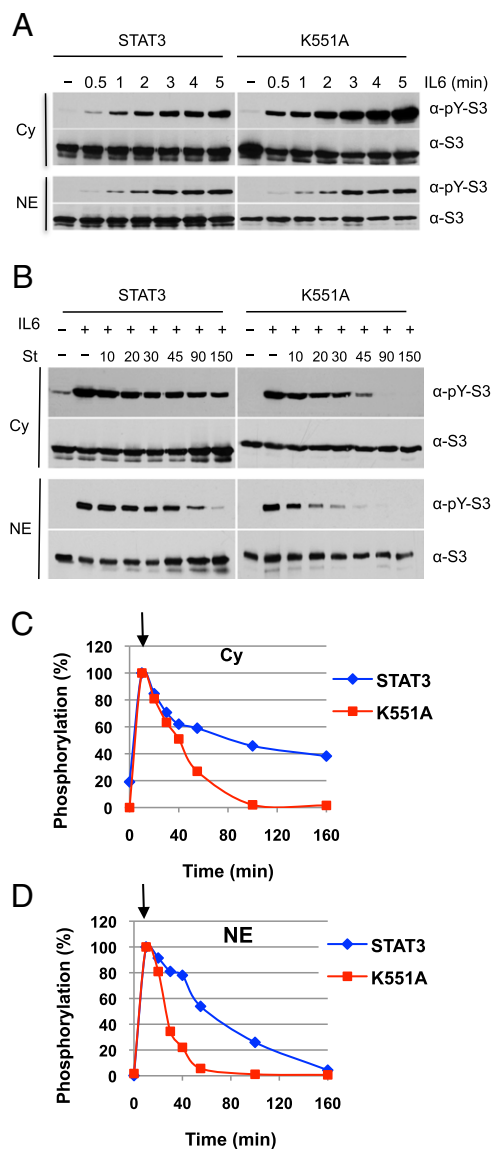 A
STAT3 K551A
– 0.5 1 2 3 4 5 – 0.5 1 2 3 4 5 IL6 (min)
Cy
α-pY-S3
α-S3
NE
α-pY-S3
α-S3
B
STAT3 K551A
IL6 – + + + + + + + – + + + + + + +
St – – 10 20 30 45 90 150 – – 10 20 30 45 90 150
Cy
α-pY-S3
α-S3
NE
α-pY-S3
α-S3
C
Cy
Phosphorylation (%)
120
100
80
60
40
20
0
0 40 80 120 160
Time (min)
STAT3
K551A
D
NE
Phosphorylation (%)
120
100
80
60
40
20
0
0 40 80 120 160
Time (min)
STAT3
K551A